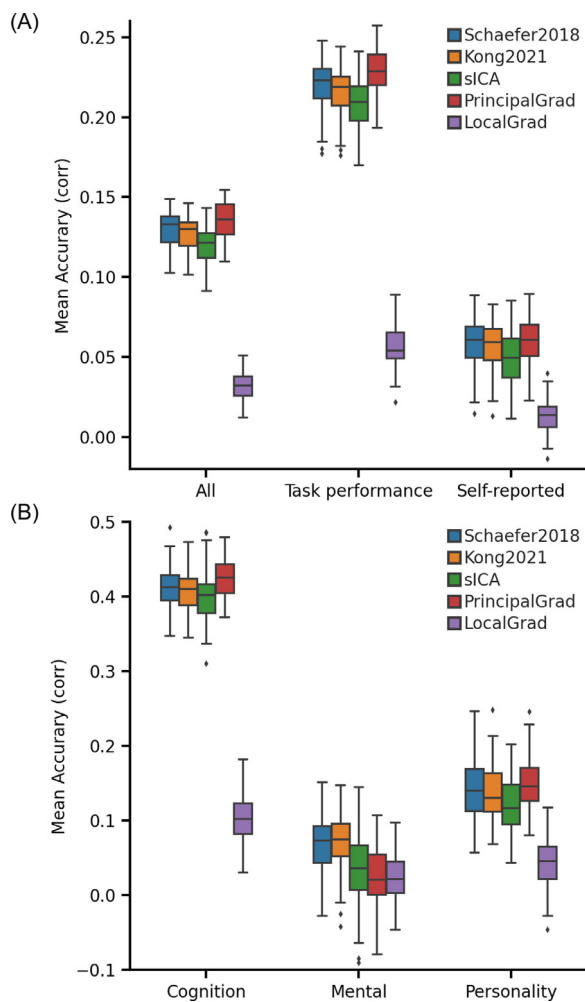 (A)
Mean Accurary (corr)
0.25
0.20
0.15
0.10
0.05
0.00
Schaefer2018
Kong2021
sICA
PrincipalGrad
LocalGrad
All Task performance Self-reported
(B)
Mean Accurary (corr)
0.5
0.4
0.3
0.2
0.1
0.0
−0.1
Schaefer2018
Kong2021
sICA
PrincipalGrad
LocalGrad
Cognition Mental Personality